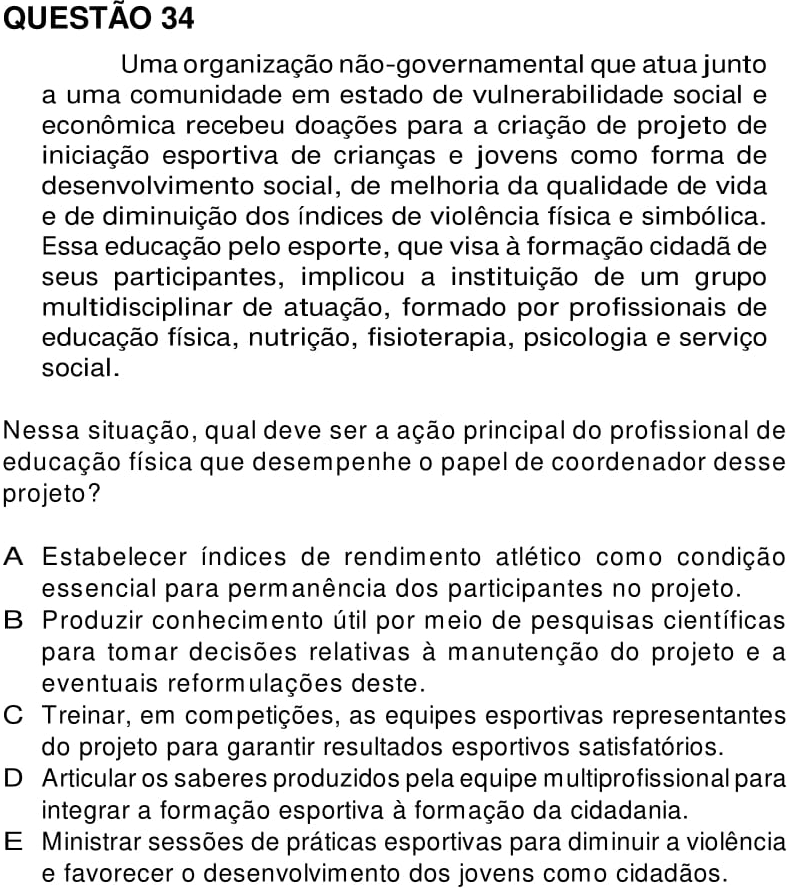 QUESTÃO 34
Uma organização não-governamental que atua junto
a uma comunidade em estado de vulnerabilidade social e
econômica recebeu doações para a criação de projeto de
iniciação esportiva de crianças e jovens como forma de
desenvolvimento social, de melhoria da qualidade de vida
e de diminuição dos índices de violência física e simbólica.
Essa educação pelo esporte, que visa à formação cidadã de
seus participantes, implicou a instituição de um grupo
multidisciplinar de atuação, formado por profissionais de
educação física, nutrição, fisioterapia, psicologia e serviço
social.
Nessa situação, qual deve ser a ação principal do profissional de
educação física que desempenhe o papel de coordenador desse
projeto?
A Estabelecer índices de rendimento atlético como condição
essencial para permanência dos participantes no projeto.
B Produzir conhecimento útil por meio de pesquisas científicas
para tomar decisões relativas à manutenção do projeto e a
eventuais reformulações deste.
C Treinar, em competições, as equipes esportivas representantes
do projeto para garantir resultados esportivos satisfatórios.
D Articular os saberes produzidos pela equipe multiprofissional para
integrar a formação esportiva à formação da cidadania.
E Ministrar sessões de práticas esportivas para diminuir a violência
e favorecer o desenvolvimento dos jovens como cidadãos.